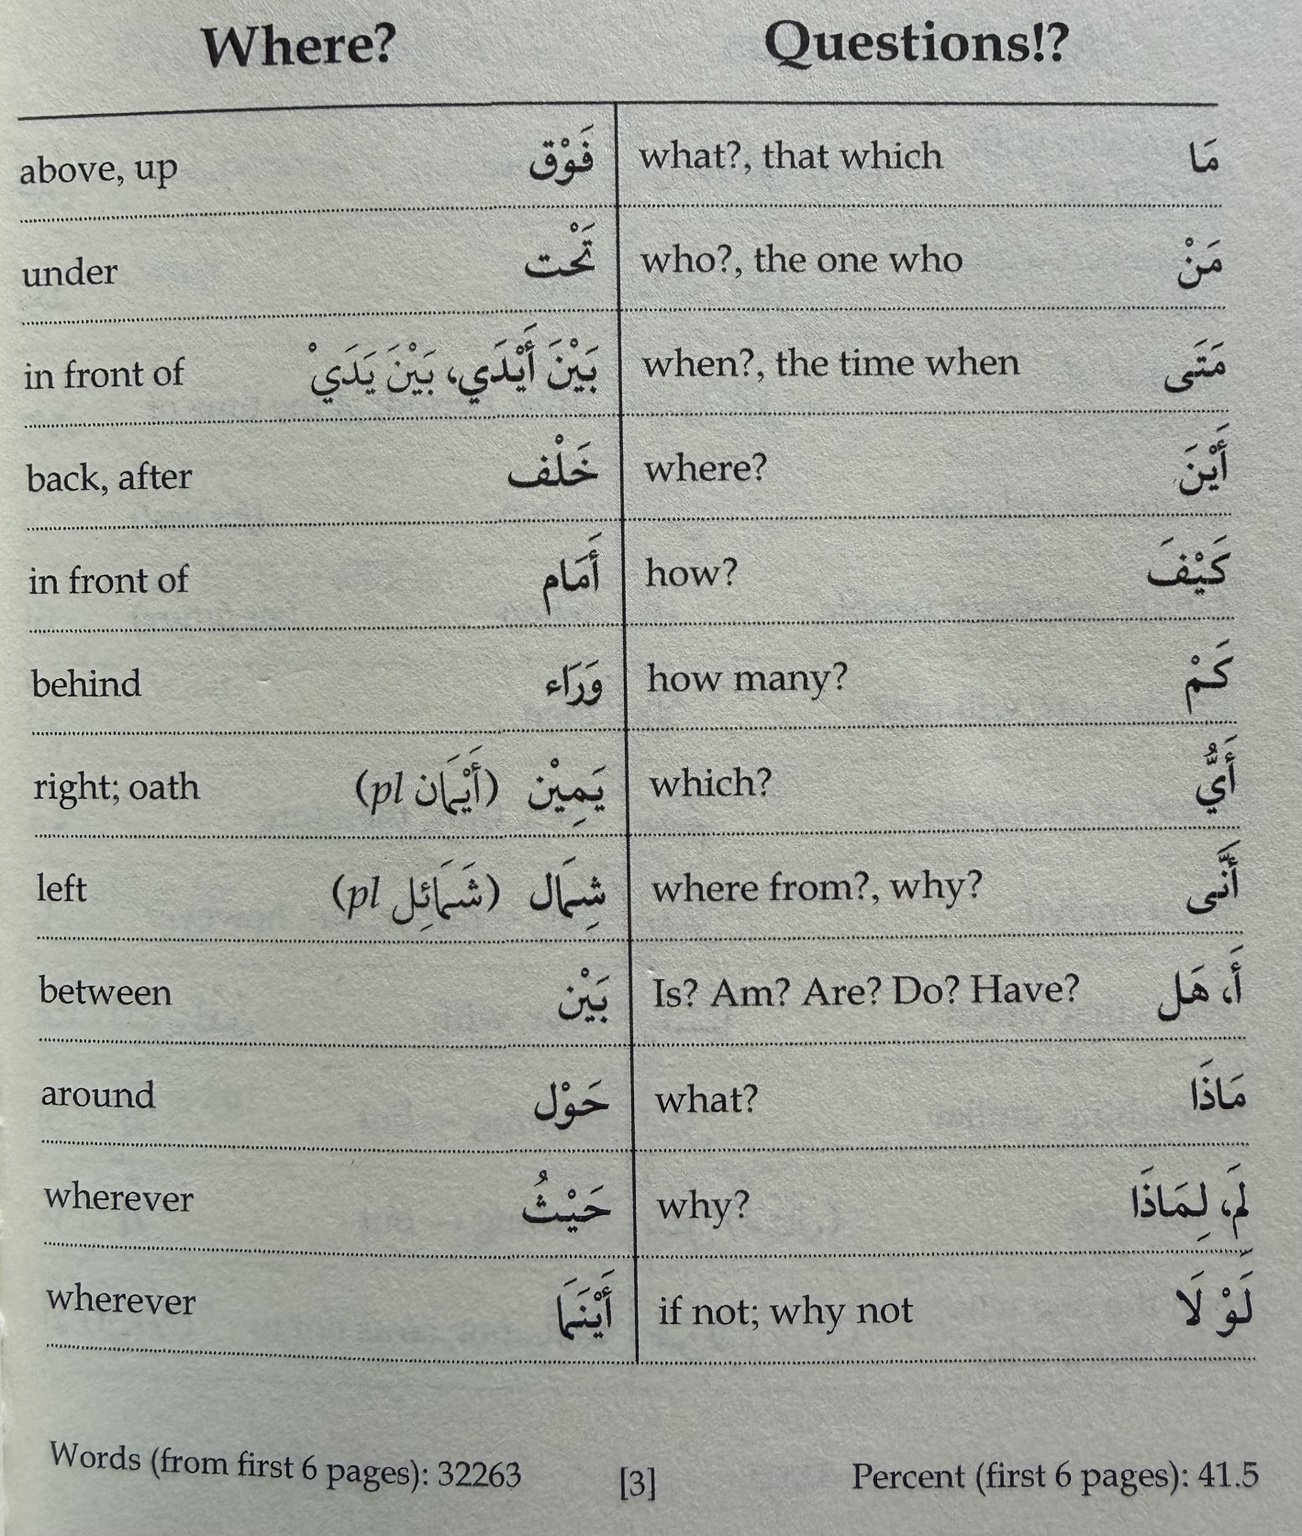 Where?
above, up فَوْق
under تَحْت
in front of بَيْنَ أَيْدَي، بَيْنَ يَدَيْ
back, after خَلْف
in front of أَمَام
behind وَرَاء
right; oath يَمِيْن (أَيْمَان pl)
left شِمَال (شَمَائِل pl)
between بَيْن
around حَوْل
wherever حَيْثُ
wherever أَيْنَمَا
Questions!?
what?, that which مَا
who?, the one who مَنْ
when?, the time when مَتَى
where? أَيْنَ
how? كَيْفَ
how many? كَمْ
which? أَيُّ
where from?, why? أَنَّى
Is? Am? Are? Do? Have? أَ، هَل
what? مَاذَا
why? لِمَ، لِمَاذَا
if not; why not لَوْ لَا
Words (from first 6 pages): 32263 [3] Percent (first 6 pages): 41.5